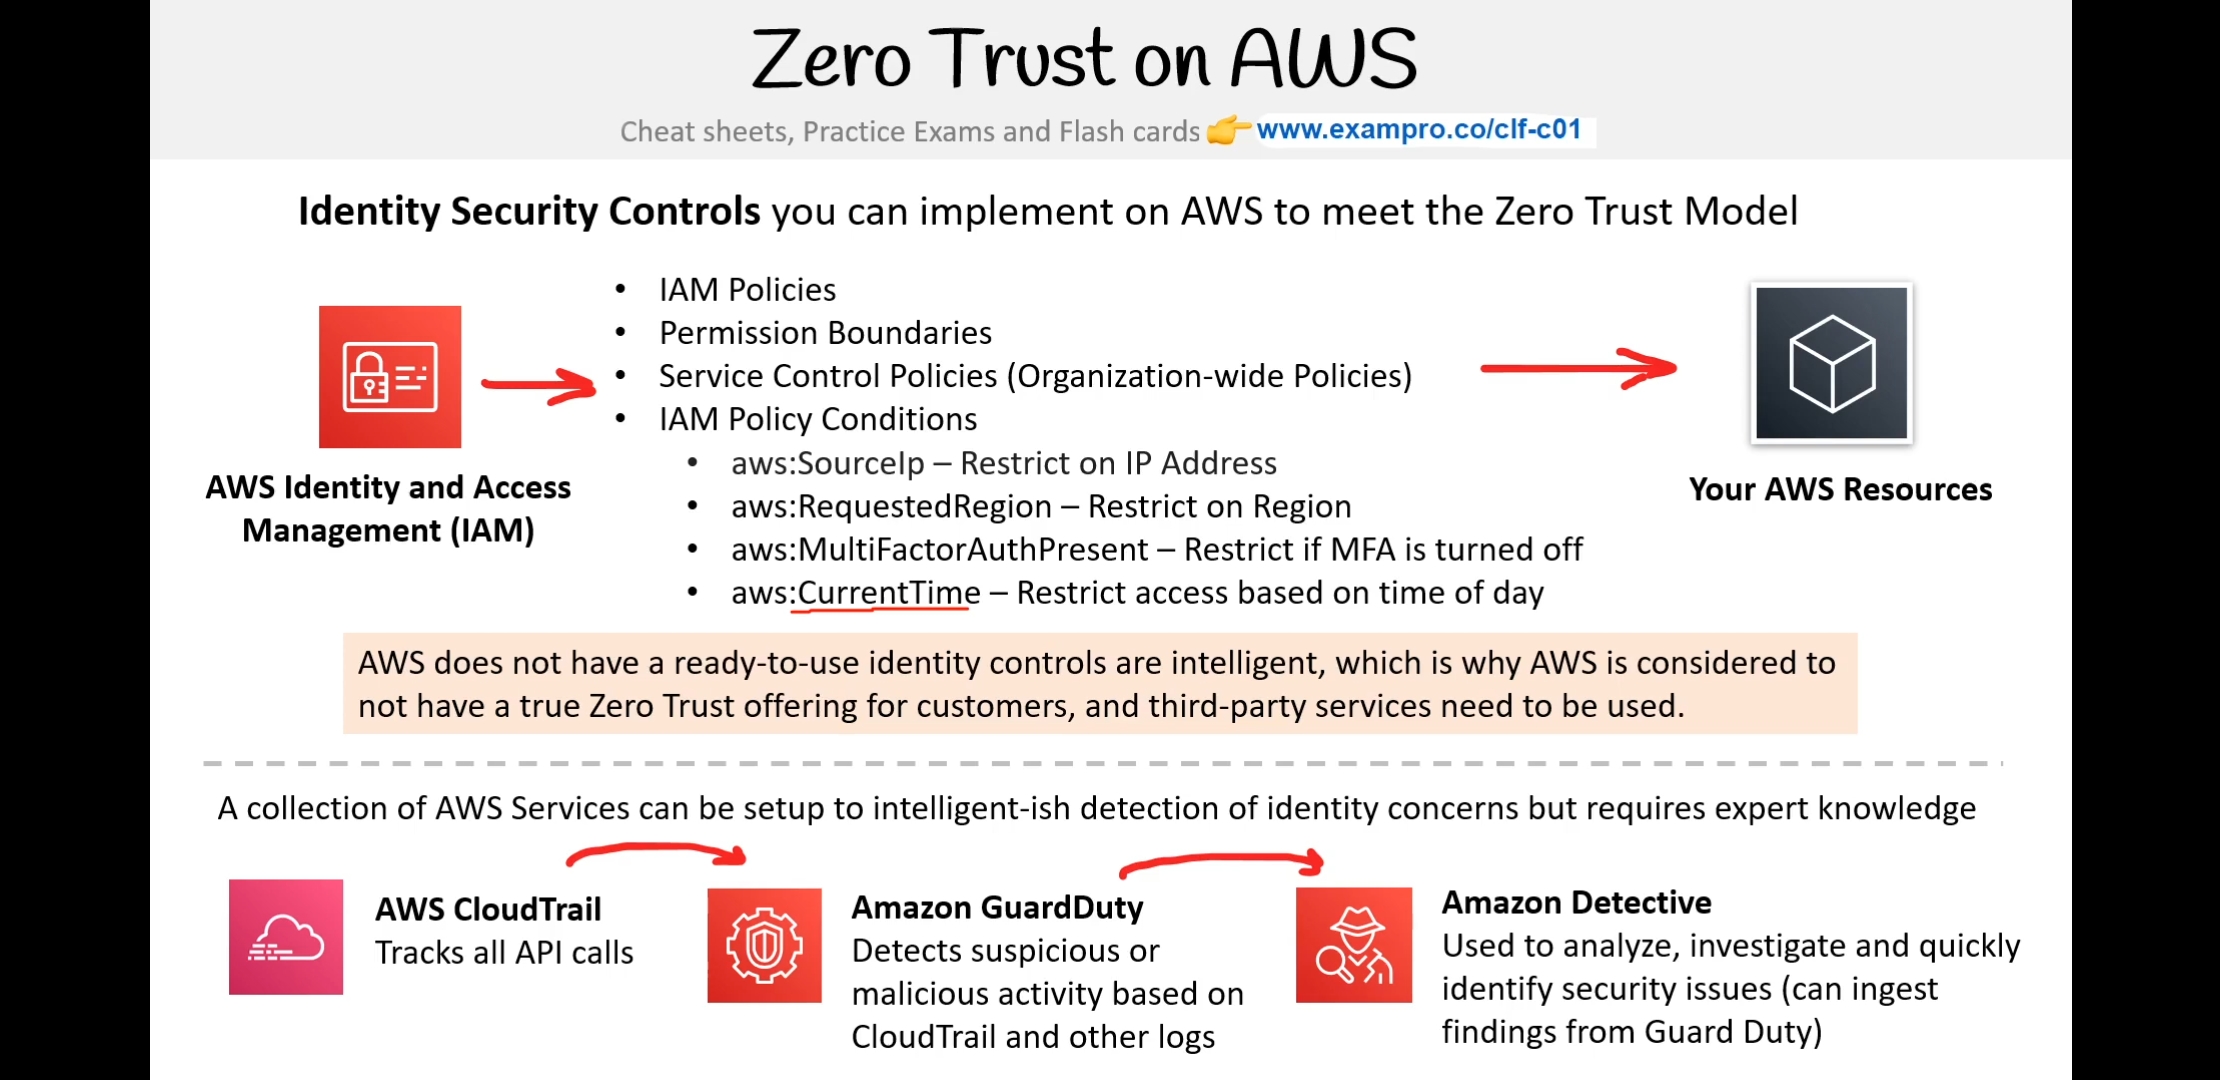 Zero Trust on AWS
Cheat sheets, Practice Exams and Flash cards 👉 www.exampro.co/clf-c01
Identity Security Controls you can implement on AWS to meet the Zero Trust Model
• IAM Policies
• Permission Boundaries
• Service Control Policies (Organization-wide Policies)
• IAM Policy Conditions
• aws:SourceIp – Restrict on IP Address
• aws:RequestedRegion – Restrict on Region
• aws:MultiFactorAuthPresent – Restrict if MFA is turned off
• aws:CurrentTime – Restrict access based on time of day
AWS Identity and Access
Management (IAM)
Your AWS Resources
AWS does not have a ready-to-use identity controls are intelligent, which is why AWS is considered to
not have a true Zero Trust offering for customers, and third-party services need to be used.
A collection of AWS Services can be setup to intelligent-ish detection of identity concerns but requires expert knowledge
AWS CloudTrail
Tracks all API calls
Amazon GuardDuty
Detects suspicious or
malicious activity based on
CloudTrail and other logs
Amazon Detective
Used to analyze, investigate and quickly
identify security issues (can ingest
findings from Guard Duty)